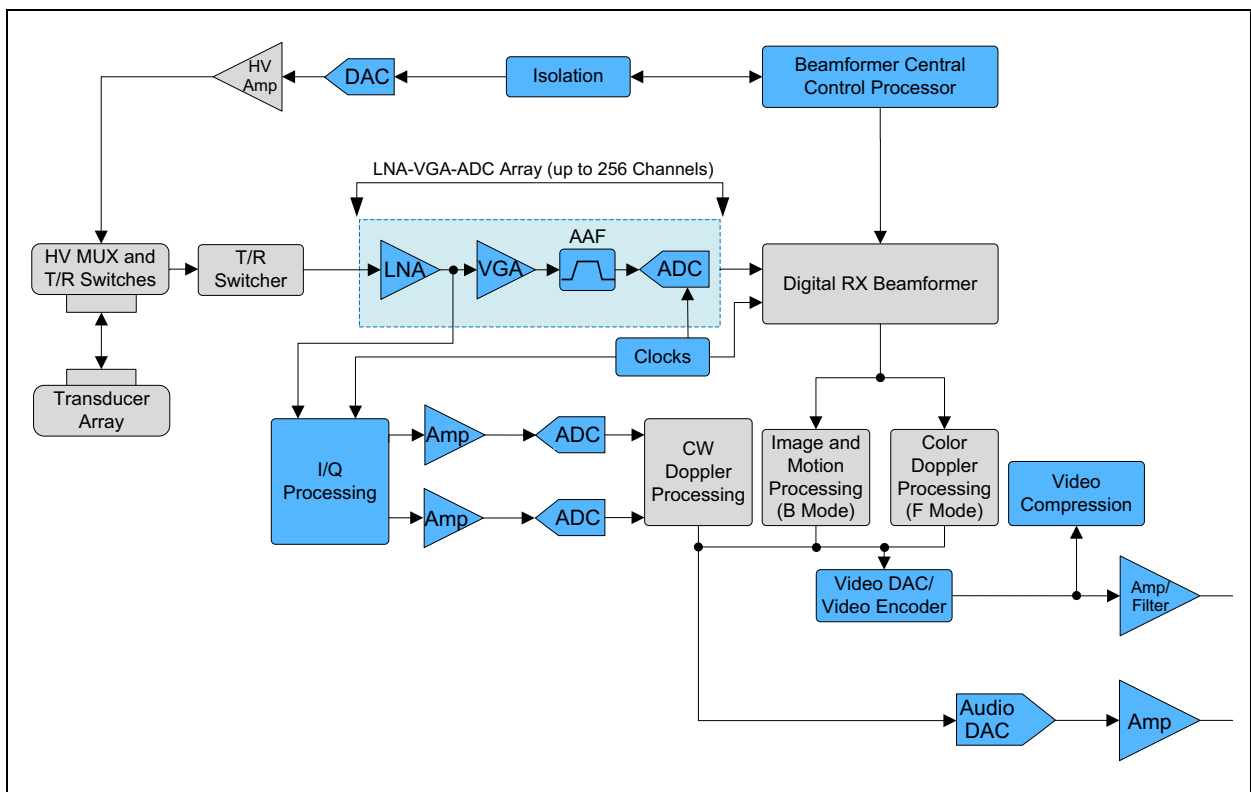 HV
Amp
DAC
Isolation
Beamformer Central
Control Processor
LNA-VGA-ADC Array (up to 256 Channels)
HV MUX and
T/R Switches
T/R
Switcher
LNA
VGA
AAF
ADC
Digital RX Beamformer
Clocks
Transducer
Array
I/Q
Processing
Amp
ADC
Amp
ADC
CW
Doppler
Processing
Image and
Motion
Processing
(B Mode)
Color
Doppler
Processing
(F Mode)
Video
Compression
Video DAC/
Video Encoder
Amp/
Filter
Audio
DAC
Amp